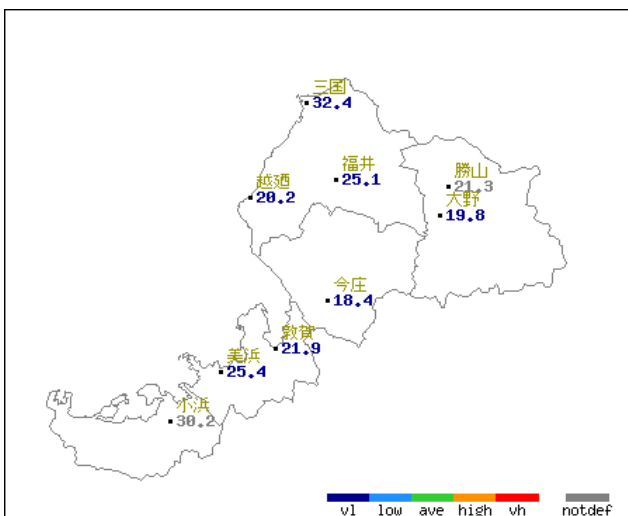 三国
32.4
福井
25.1
勝山
21.3
越廼
20.2
大野
19.8
今庄
18.4
敦賀
21.9
美浜
25.4
小浜
30.2
vl low ave high vh notdef